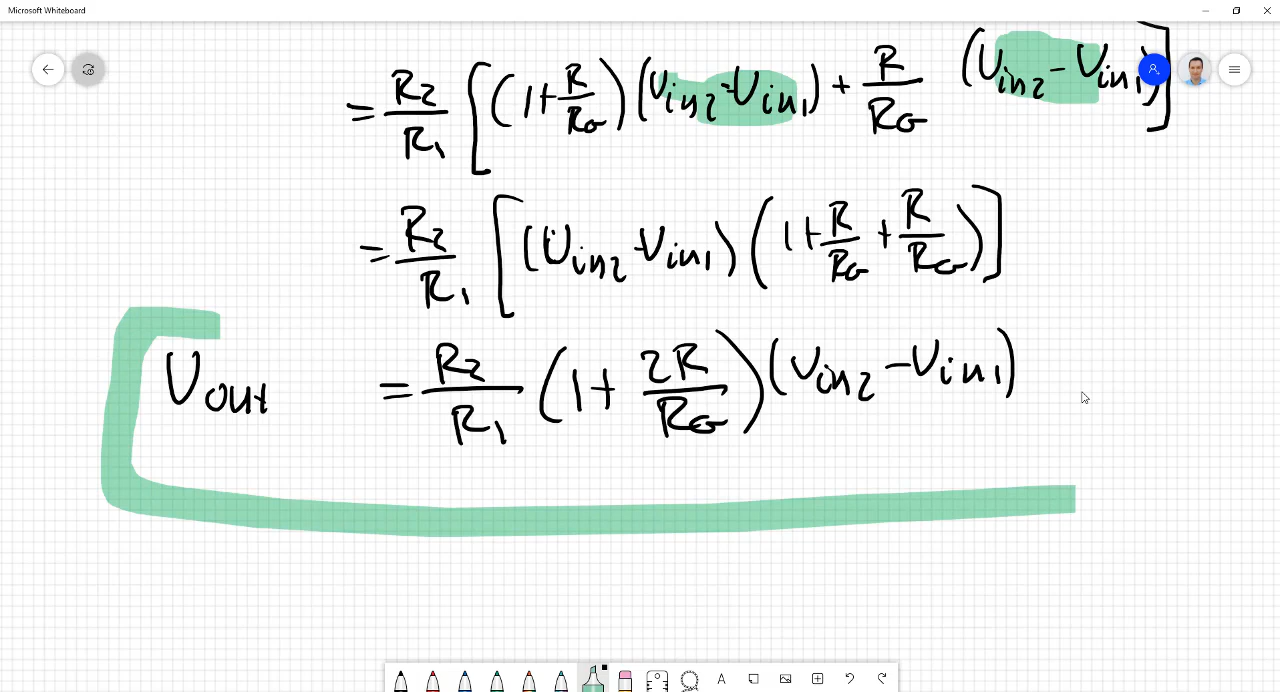 Microsoft Whiteboard
= R2/R1 [(1+R/RG)(Vin2-Vin1) + R/RG (Vin2-Vin1)]
= R2/R1 [(Vin2-Vin1)(1+R/RG+R/RG)]
Vout = R2/R1 (1+2R/RG)(Vin2-Vin1)
A